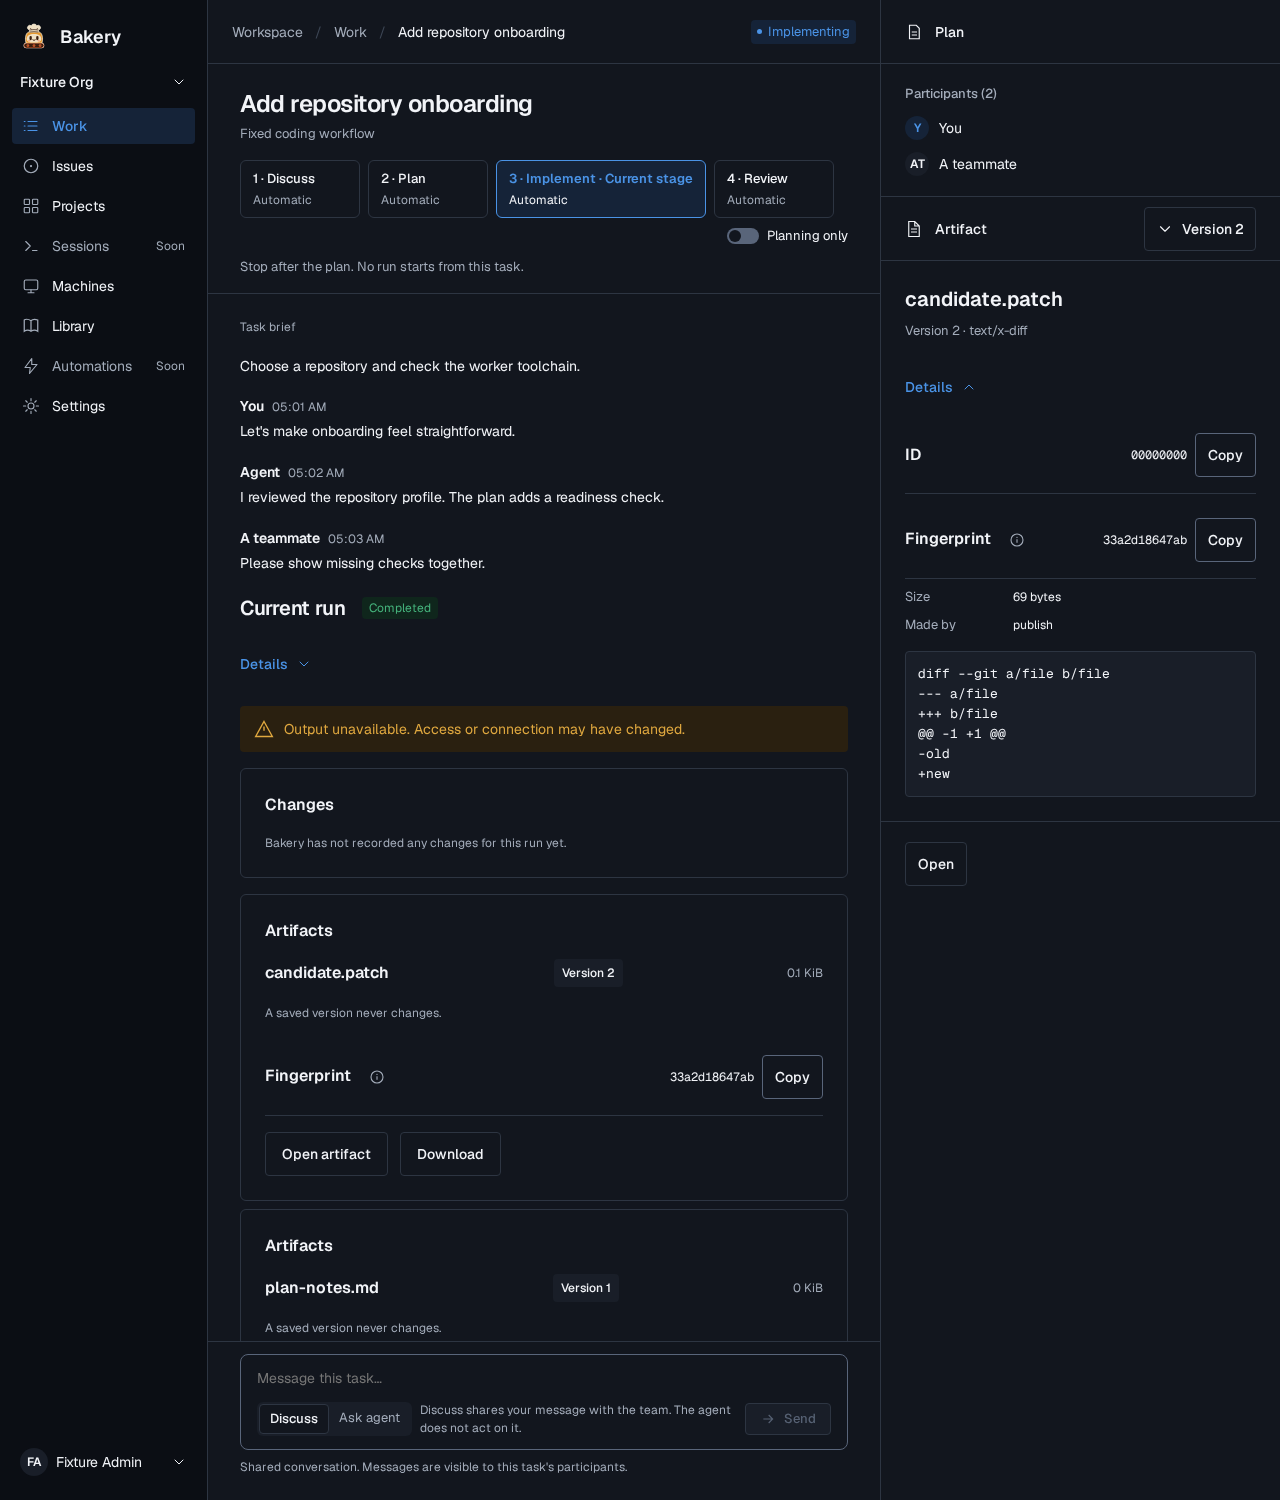 Bakery
Fixture Org
Work
Issues
Projects
Sessions Soon
Machines
Library
Automations Soon
Settings
FA Fixture Admin
Workspace / Work / Add repository onboarding
Implementing
Add repository onboarding
Fixed coding workflow
1 · Discuss
Automatic
2 · Plan
Automatic
3 · Implement · Current stage
Automatic
4 · Review
Automatic
Planning only
Stop after the plan. No run starts from this task.
Task brief
Choose a repository and check the worker toolchain.
You 05:01 AM
Let's make onboarding feel straightforward.
Agent 05:02 AM
I reviewed the repository profile. The plan adds a readiness check.
A teammate 05:03 AM
Please show missing checks together.
Current run Completed
Details
Output unavailable. Access or connection may have changed.
Changes
Bakery has not recorded any changes for this run yet.
Artifacts
candidate.patch Version 2 0.1 KiB
A saved version never changes.
Fingerprint 33a2d18647ab Copy
Open artifact Download
Artifacts
plan-notes.md Version 1 0 KiB
A saved version never changes.
Message this task...
Discuss Ask agent
Discuss shares your message with the team. The agent
does not act on it.
Send
Shared conversation. Messages are visible to this task's participants.
Plan
Participants (2)
Y You
AT A teammate
Artifact Version 2
candidate.patch
Version 2 · text/x-diff
Details
ID 00000000 Copy
Fingerprint 33a2d18647ab Copy
Size 69 bytes
Made by publish
diff --git a/file b/file
--- a/file
+++ b/file
@@ -1 +1 @@
-old
+new
Open